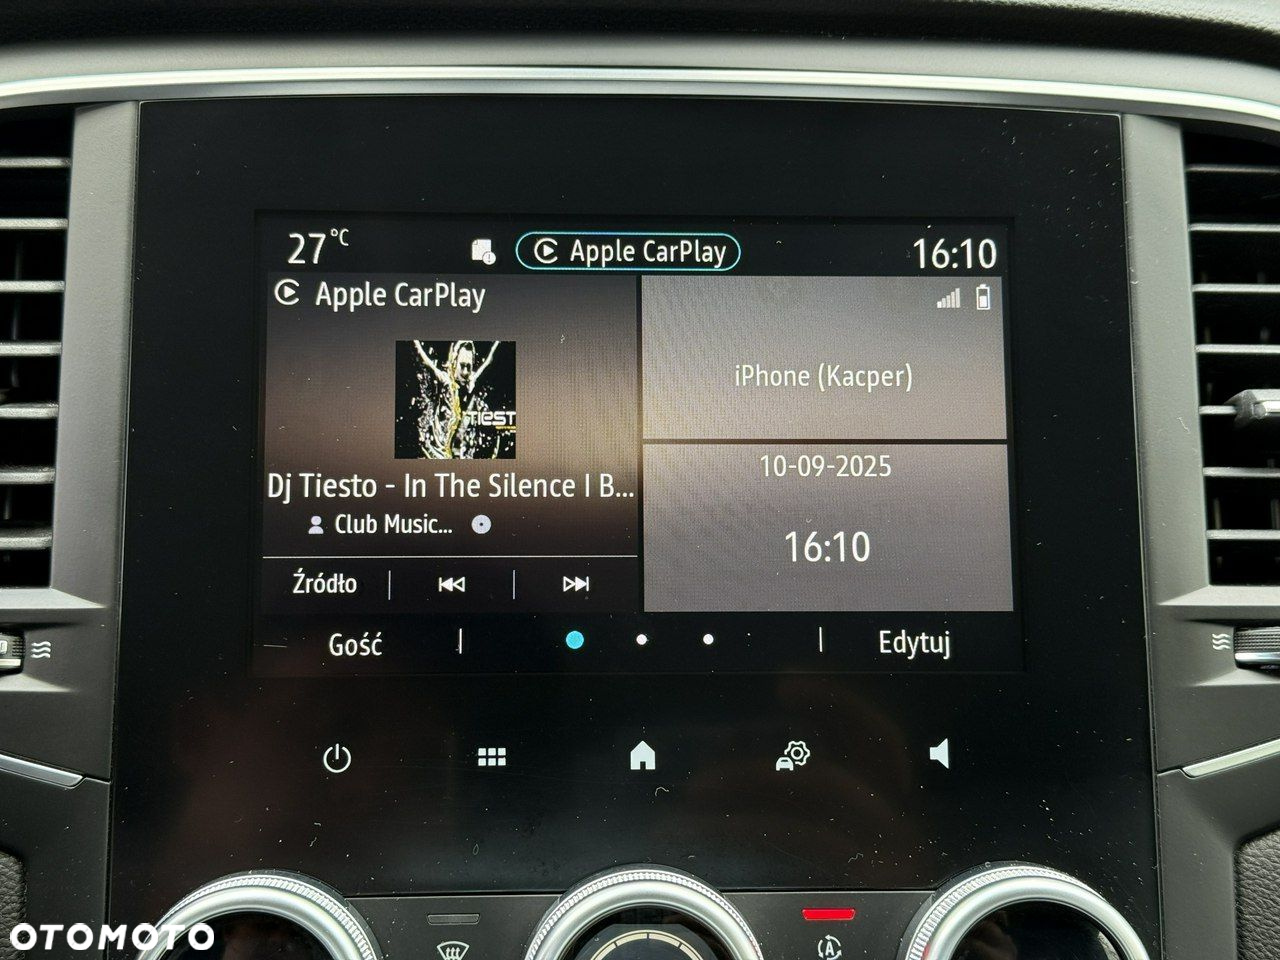 27°C
Apple CarPlay
16:10
Apple CarPlay
TIËST
Dj Tiesto - In The Silence I B...
Club Music...
Źródło
iPhone (Kacper)
10-09-2025
16:10
Gość
Edytuj
A
OTOMOTO